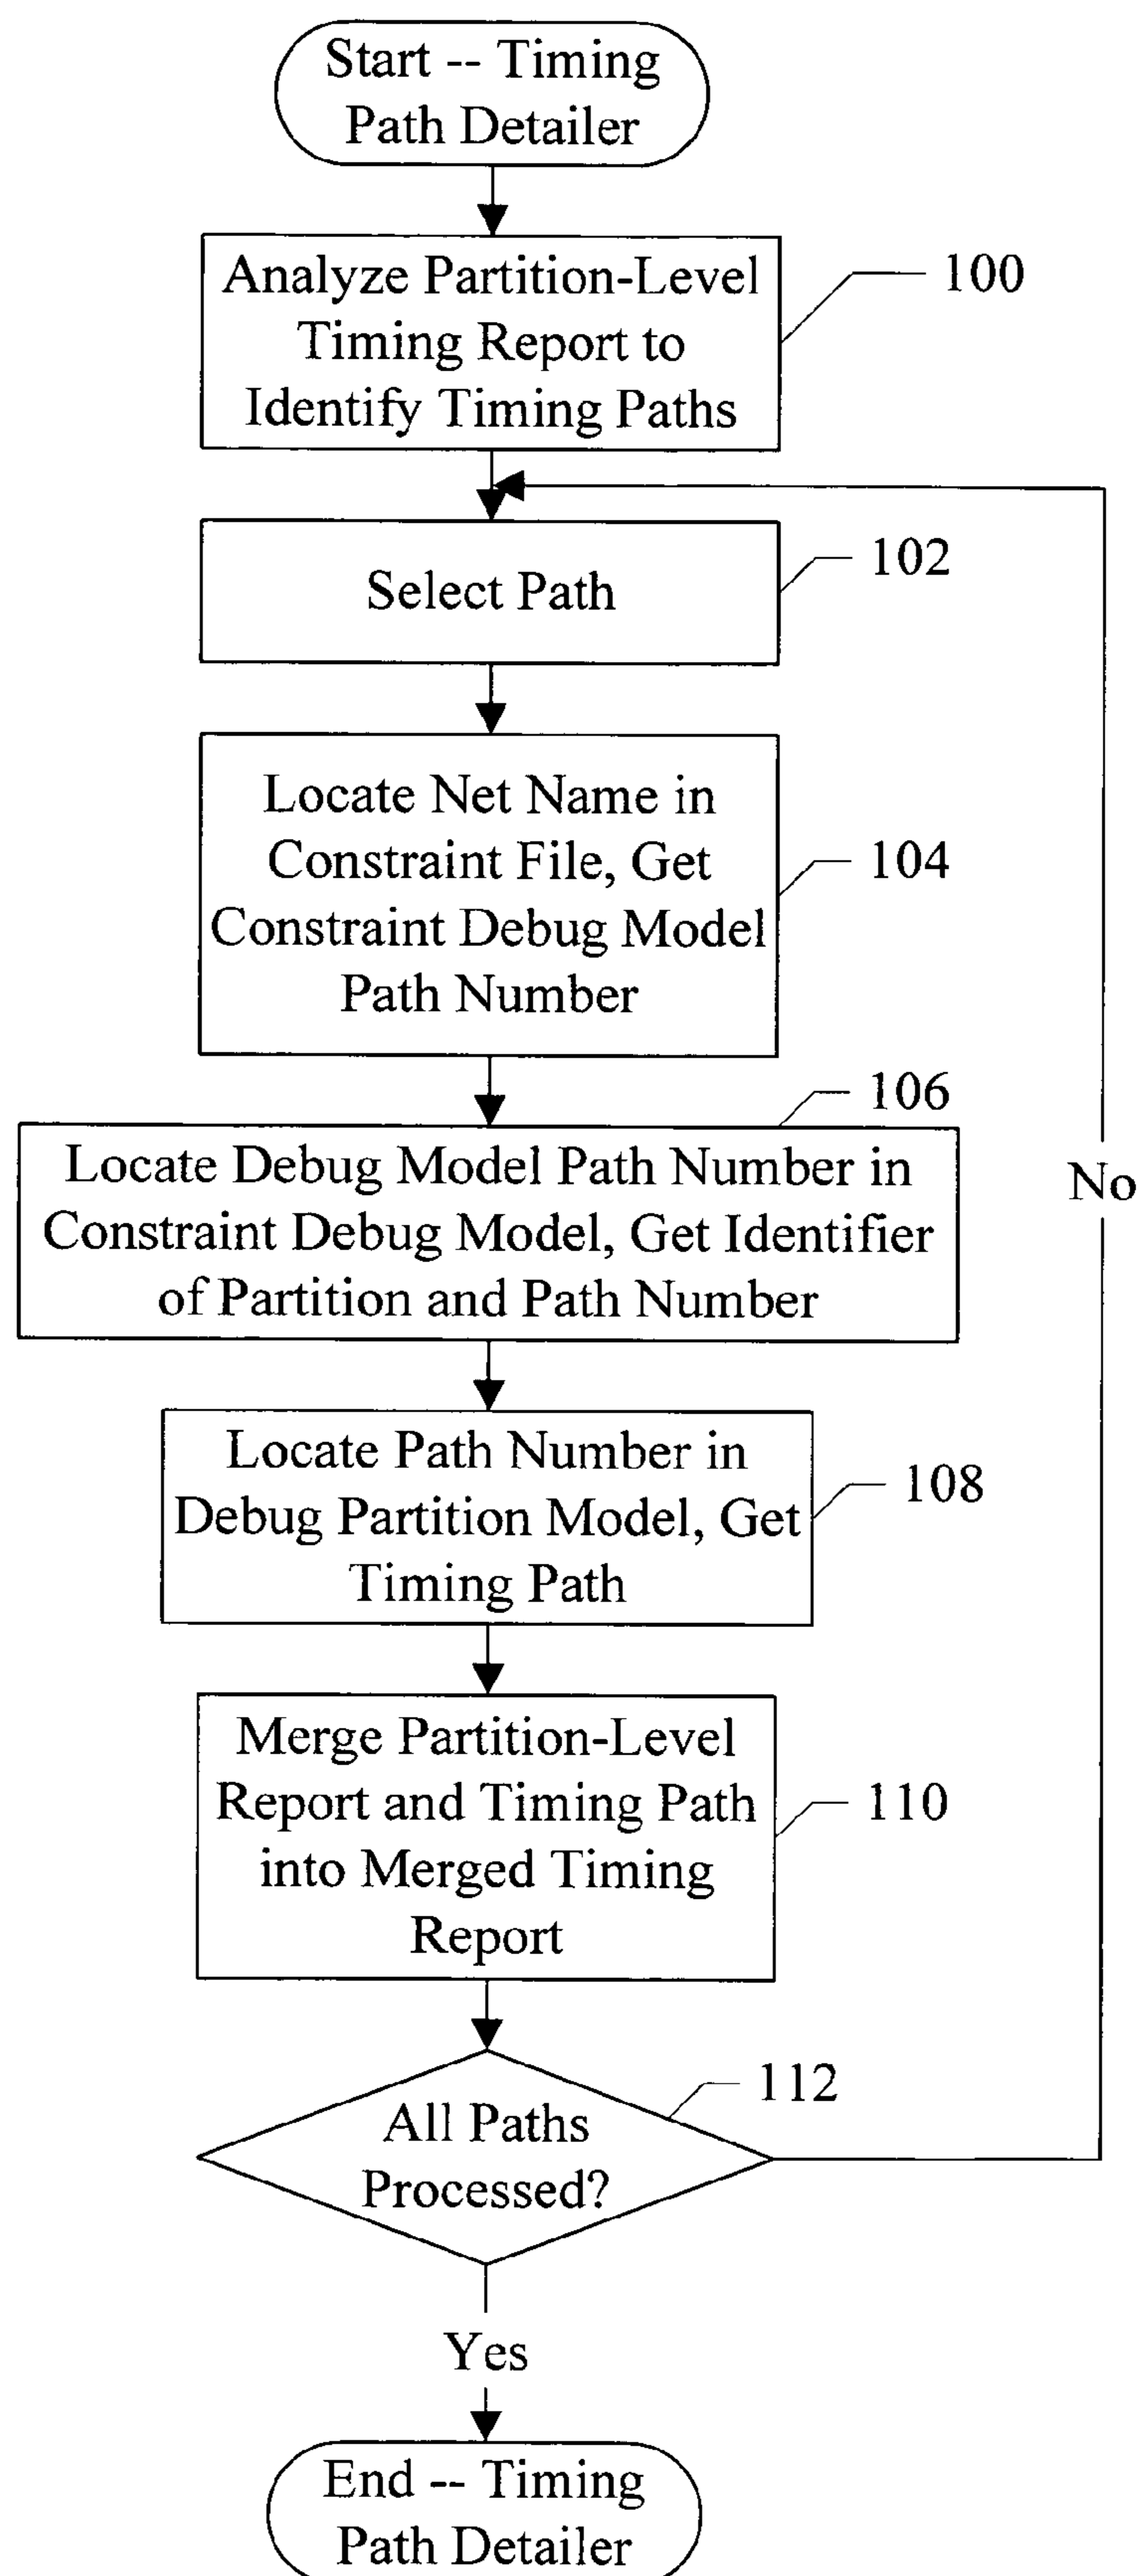 Start -- Timing
Path Detailer
Analyze Partition-Level
Timing Report to
Identify Timing Paths
100
Select Path
102
Locate Net Name in
Constraint File, Get
Constraint Debug Model
Path Number
104
106
Locate Debug Model Path Number in
Constraint Debug Model, Get Identifier
of Partition and Path Number
No
Locate Path Number in
Debug Partition Model, Get
Timing Path
108
Merge Partition-Level
Report and Timing Path
into Merged Timing
Report
110
All Paths
Processed?
112
Yes
End -- Timing
Path Detailer